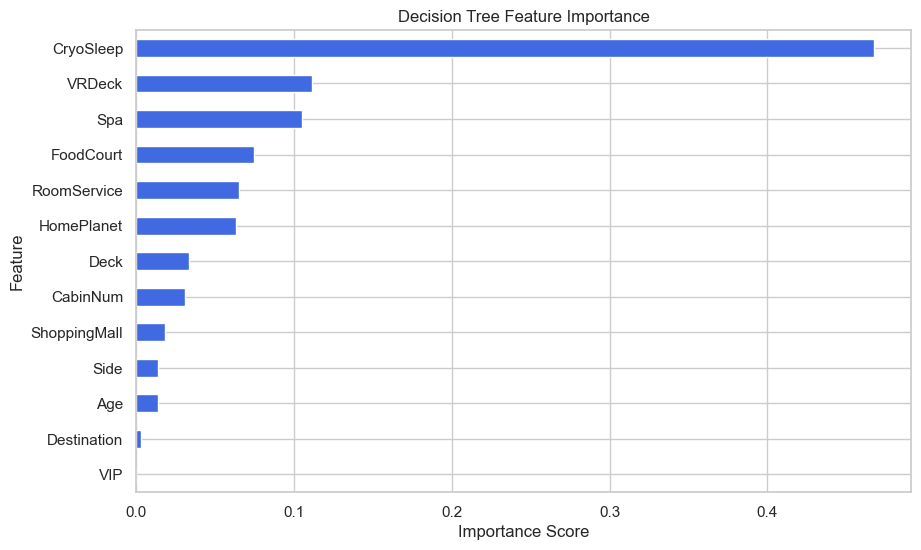 Decision Tree Feature Importance
CryoSleep
VRDeck
Spa
FoodCourt
RoomService
HomePlanet
Deck
CabinNum
ShoppingMall
Side
Age
Destination
VIP
Feature
0.0 0.1 0.2 0.3 0.4
Importance Score